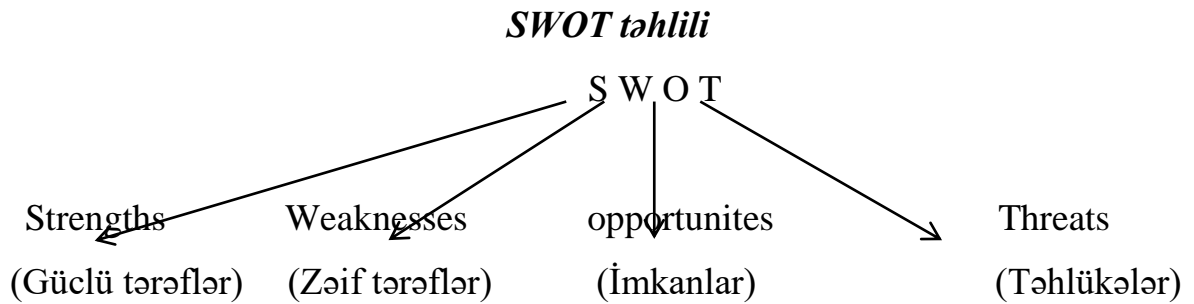 SWOT təhlili
S W O T
Strengths Weaknesses opportunites Threats
(Güclü tərəflər) (Zəif tərəflər) (İmkanlar) (Təhlükələr)